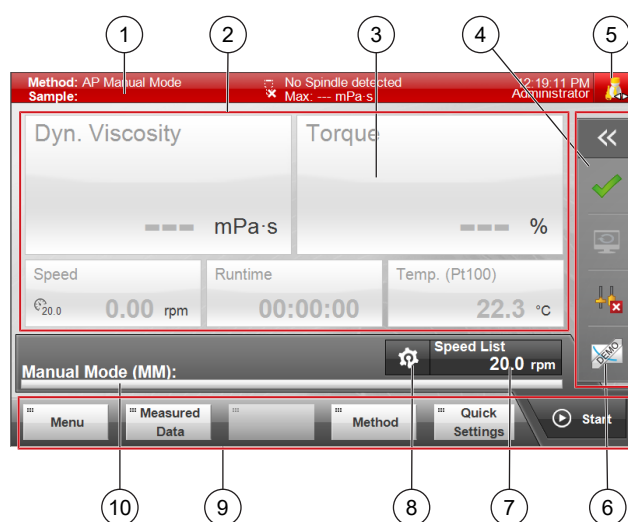 1 2 3 4 5
Method: AP Manual Mode No Spindle detected 12:19:11 PM
Sample: Max: --- mPa·s Administrator
Dyn. Viscosity Torque
--- mPa·s --- %
Speed Runtime Temp. (Pt100)
20.0 0.00 rpm 00:00:00 22.3 °C
DEMO
Speed List
20.0 rpm
Manual Mode (MM):
Menu Measured Data Method Quick Settings Start
10 9 8 7 6